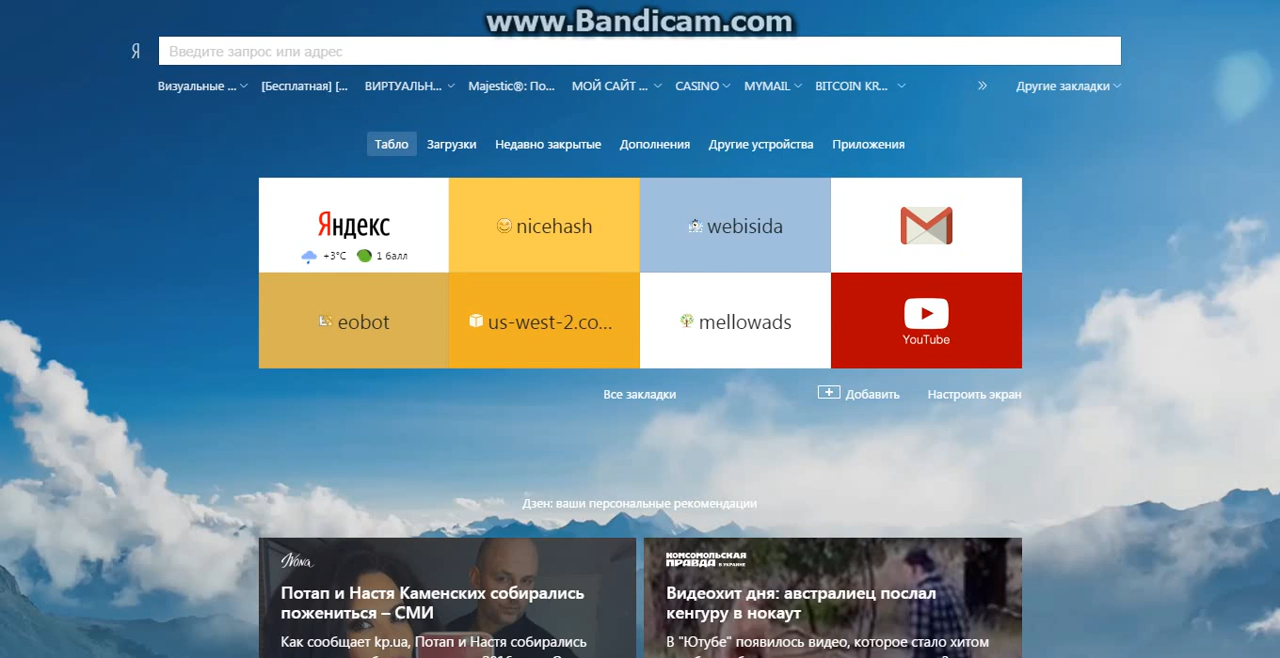 www.Bandicam.com
Я
Введите запрос или адрес
Визуальные ...
[Бесплатная] [...
ВИРТУАЛЬН...
Majestic®: По...
МОЙ САЙТ ...
CASINO
MYMAIL
BITCOIN KR...
»
Другие закладки
Табло
Загрузки
Недавно закрытые
Дополнения
Другие устройства
Приложения
Яндекс
+3°C
1 балл
nicehash
webisida
eobot
us-west-2.co...
mellowads
YouTube
Все закладки
Добавить
Настроить экран
Дзен: ваши персональные рекомендации
Nona
Потап и Настя Каменских собирались
пожениться – СМИ
Как сообщает kp.ua, Потап и Настя собирались
КОМСОМОЛЬСКАЯ
ПРАВДА В УКРАИНЕ
Видеохит дня: австралиец послал
кенгуру в нокаут
В "Ютубе" появилось видео, которое стало хитом